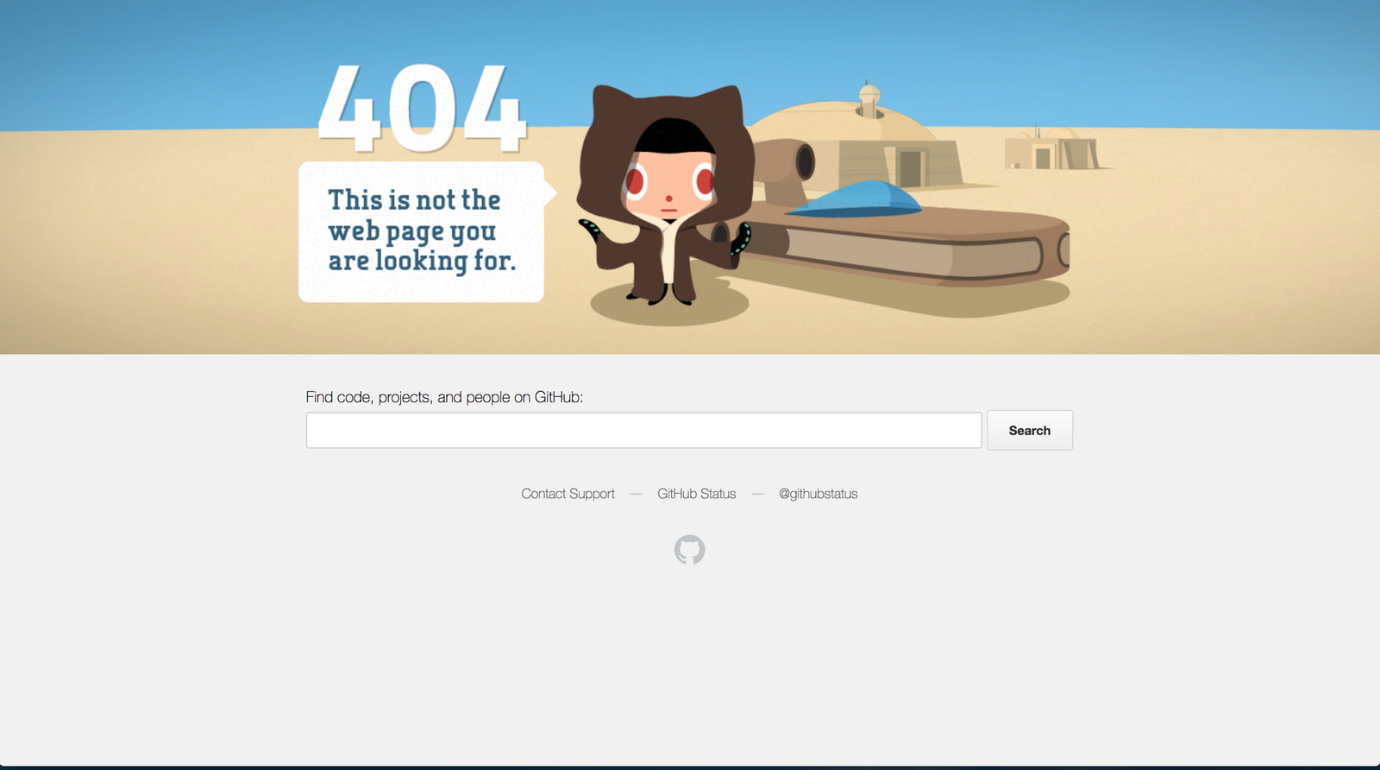 404
This is not the
web page you
are looking for.
Find code, projects, and people on GitHub:
Search
Contact Support — GitHub Status — @githubstatus